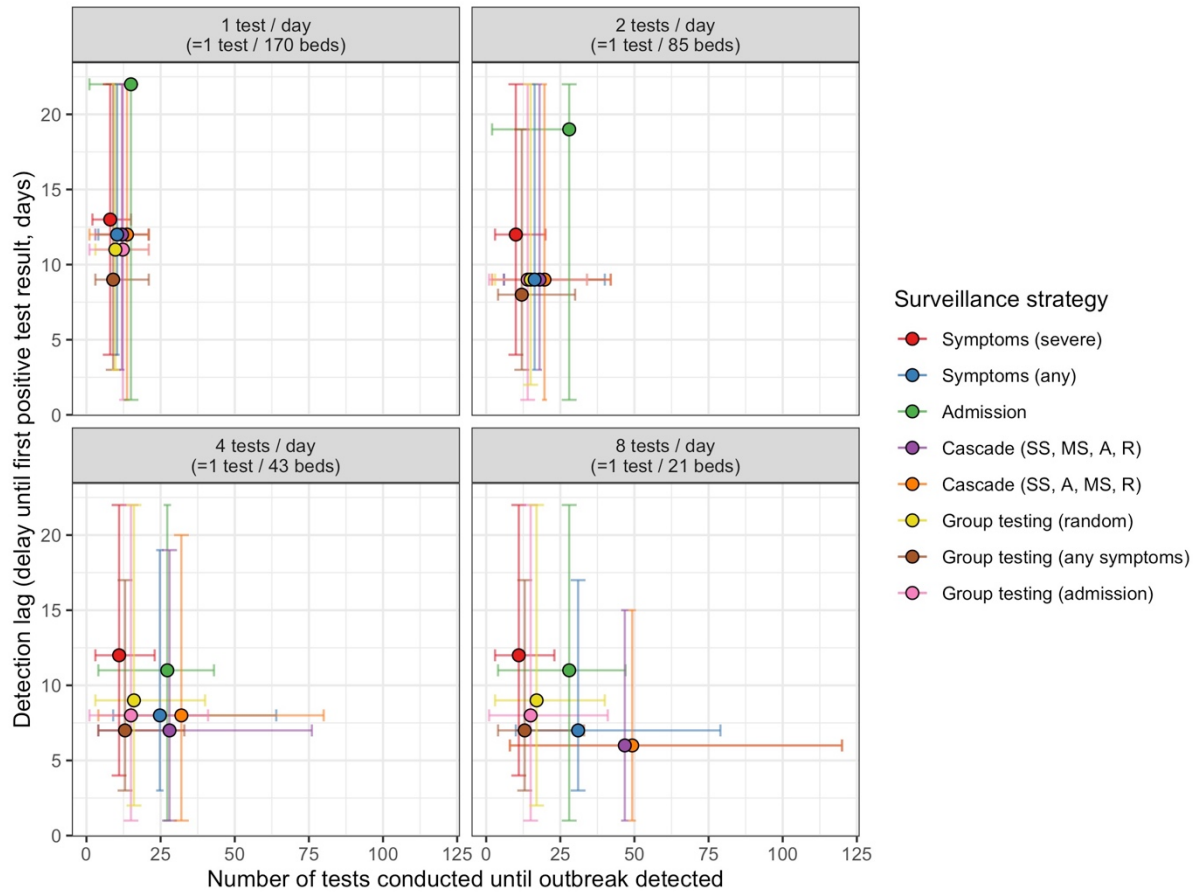 1 test / day
(=1 test / 170 beds)
2 tests / day
(=1 test / 85 beds)
20
15
10
5
0
4 tests / day
(=1 test / 43 beds)
8 tests / day
(=1 test / 21 beds)
20
15
10
5
0
0 25 50 75 100 125
0 25 50 75 100 125
Number of tests conducted until outbreak detected
Detection lag (delay until first positive test result, days)
Surveillance strategy
Symptoms (severe)
Symptoms (any)
Admission
Cascade (SS, MS, A, R)
Cascade (SS, A, MS, R)
Group testing (random)
Group testing (any symptoms)
Group testing (admission)